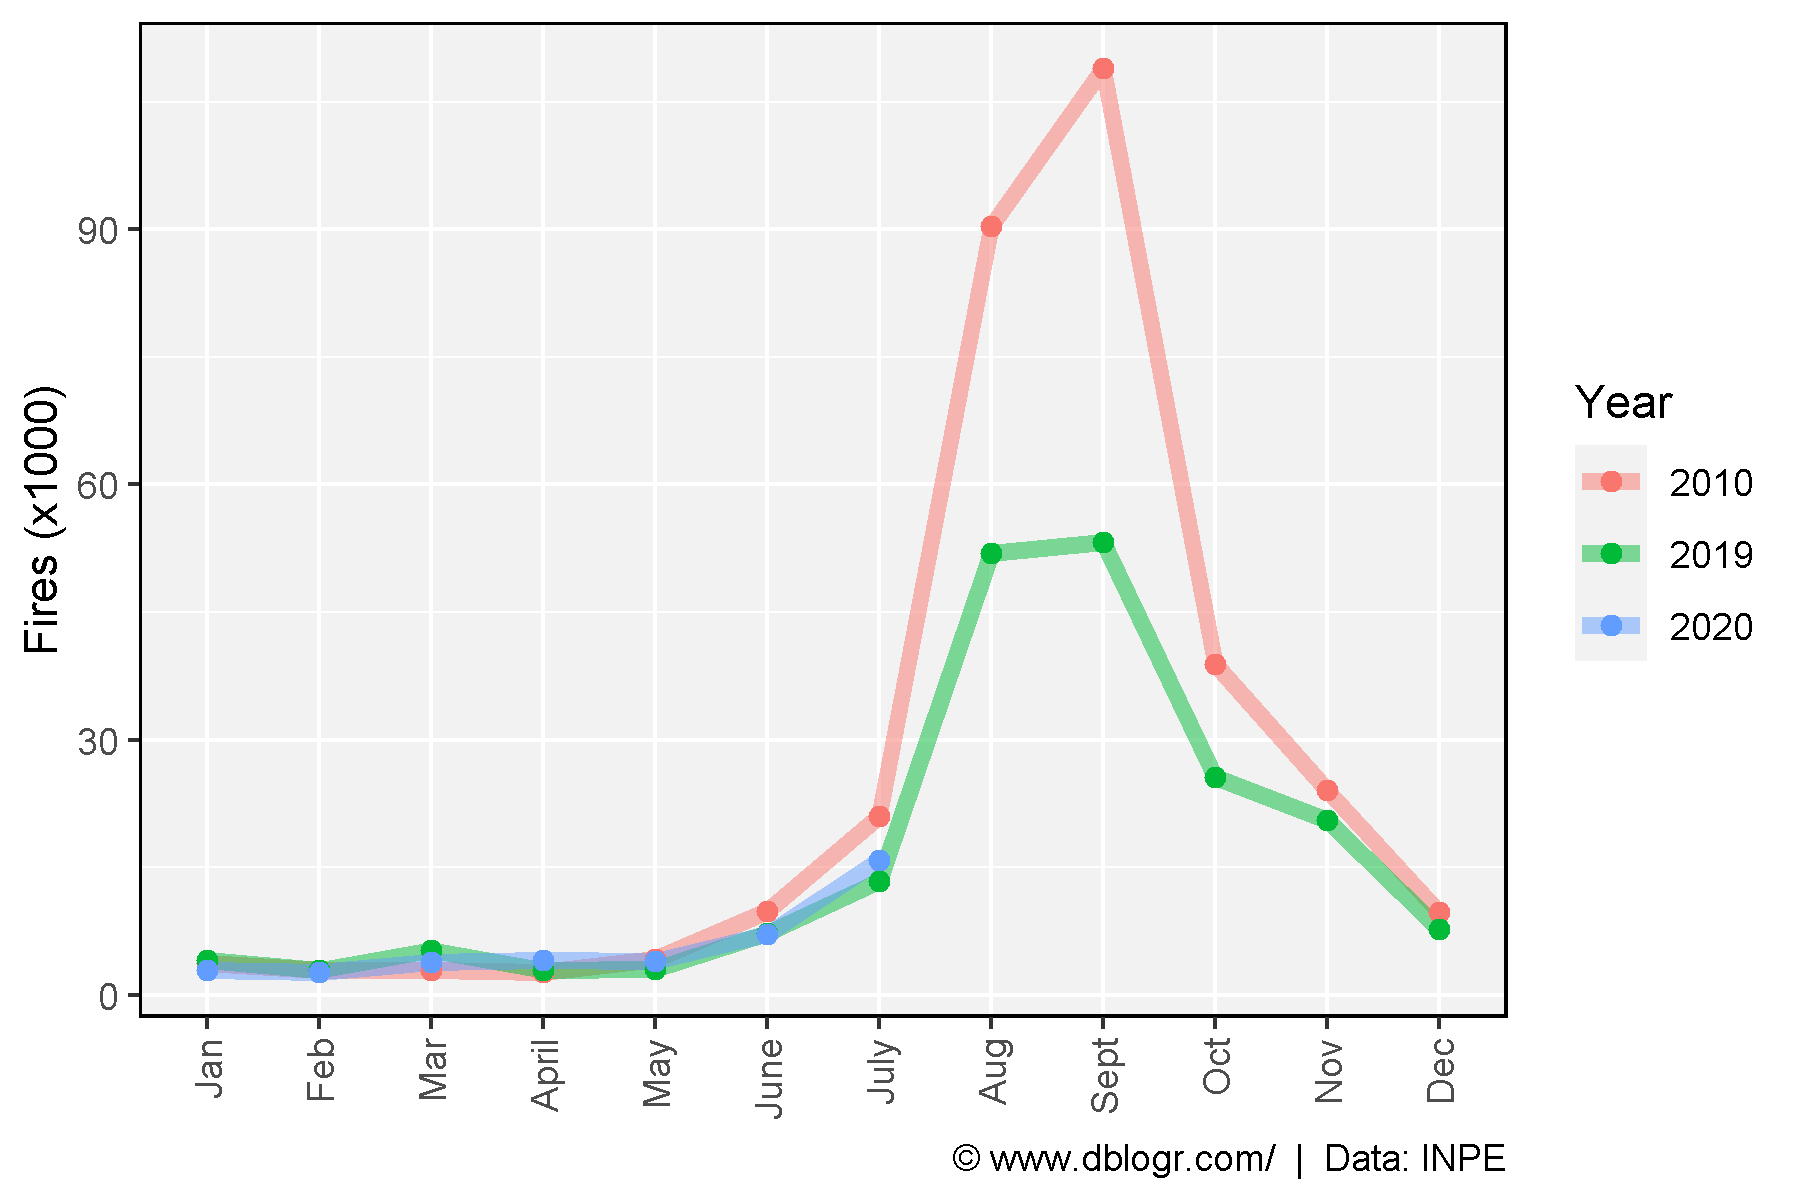 Fires (x1000)
90
60
30
0
Jan
Feb
Mar
April
May
June
July
Aug
Sept
Oct
Nov
Dec
Year
2010
2019
2020
© www.dblogr.com/ | Data: INPE